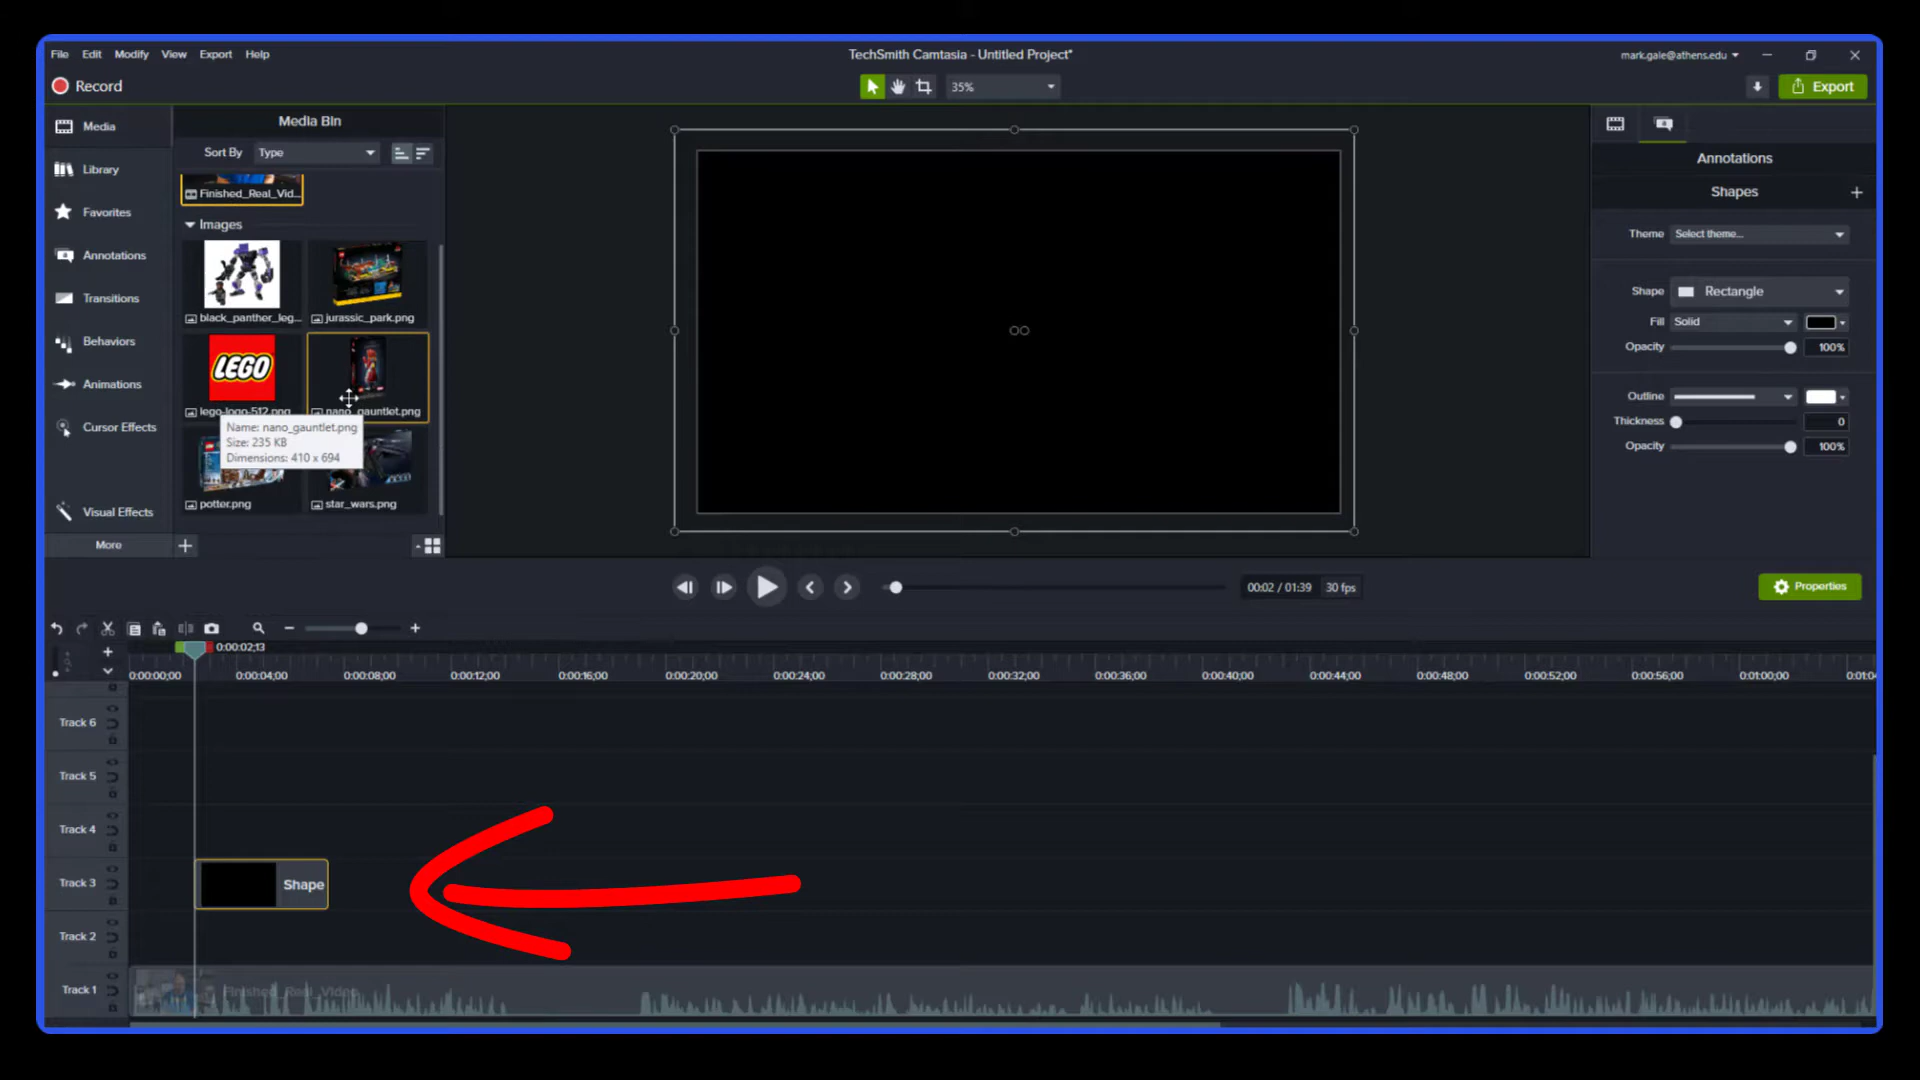 File Edit Modify View Export Help
TechSmith Camtasia - Untitled Project*
mark.gale@athens.edu
Record
35%
Export
Media
Library
Favorites
Annotations
Transitions
Behaviors
Animations
Cursor Effects
Visual Effects
More
Media Bin
Sort By Type
Finished_Real_Vid...
Images
black_panther_leg...
jurassic_park.png
LEGO
lego-logo-512.png
nano_gauntlet.png
Name: nano_gauntlet.png
Size: 235 KB
Dimensions: 410 x 694
potter.png
star_wars.png
Annotations
Shapes
Theme Select theme...
Shape Rectangle
Fill Solid
Opacity 100%
Outline
Thickness 0
Opacity 100%
00:02 / 01:39 30 fps
Properties
0:00:02;13
0:00:00;00 0:00:04;00 0:00:08;00 0:00:12;00 0:00:16;00 0:00:20;00 0:00:24;00 0:00:28;00 0:00:32;00 0:00:36;00 0:00:40;00 0:00:44;00 0:00:48;00 0:00:52;00 0:00:56;00 0:01:00;00 0:01:04
Track 6
Track 5
Track 4
Track 3
Shape
Track 2
Track 1
Finished_Real_Video